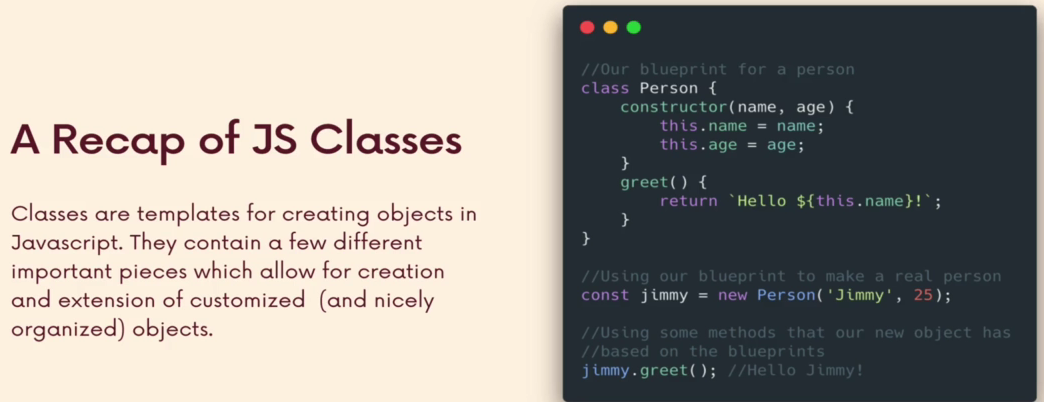 A Recap of JS Classes
Classes are templates for creating objects in
Javascript. They contain a few different
important pieces which allow for creation
and extension of customized  (and nicely
organized) objects.
//Our blueprint for a person
class Person {
    constructor(name, age) {
        this.name = name;
        this.age = age;
    }
    greet() {
        return `Hello ${this.name}!`;
    }
}
//Using our blueprint to make a real person
const jimmy = new Person('Jimmy', 25);
//Using some methods that our new object has
//based on the blueprints
jimmy.greet(); //Hello Jimmy!